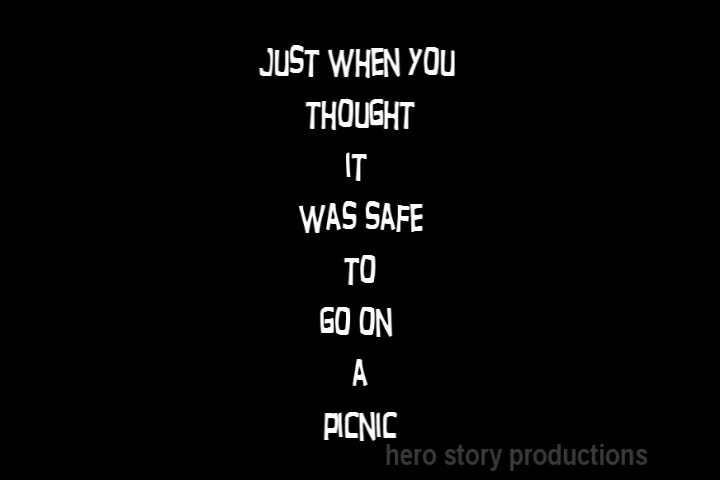 JUST WHEN YOU
THOUGHT
IT
WAS SAFE
TO
GO ON
A
PICNIC
hero story productions